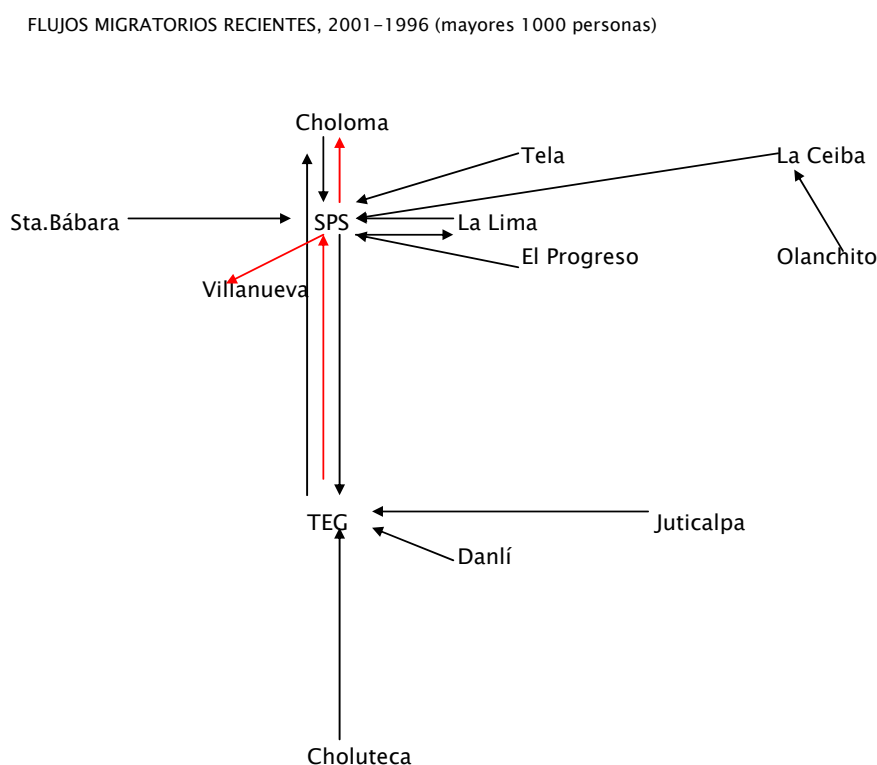 FLUJOS MIGRATORIOS RECIENTES, 2001-1996 (mayores 1000 personas)
Choloma
Tela
La Ceiba
Sta.Bábara
SPS
La Lima
El Progreso
Olanchito
Villanueva
TEG
Juticalpa
Danlí
Choluteca